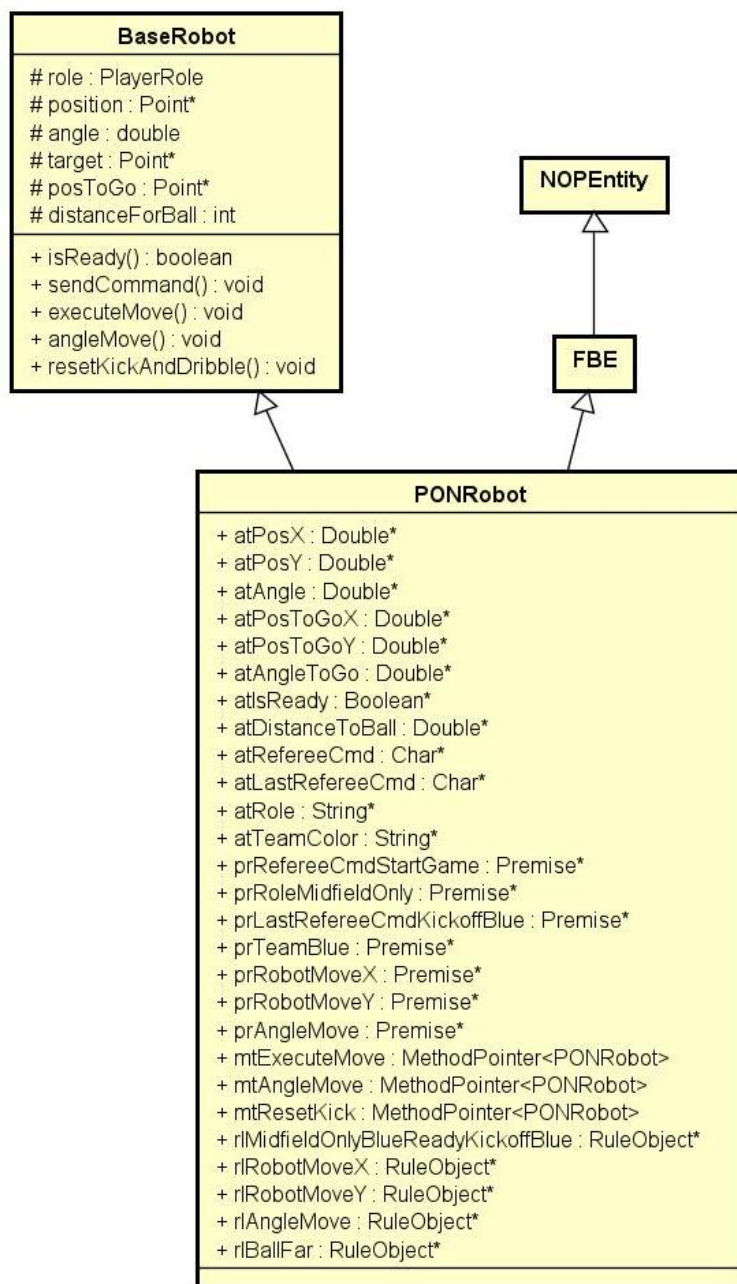 BaseRobot
# role : PlayerRole
# position : Point*
# angle : double
# target : Point*
# posToGo : Point*
# distanceForBall : int
+ isReady() : boolean
+ sendCommand() : void
+ executeMove() : void
+ angleMove() : void
+ resetKickAndDribble() : void
NOPEntity
FBE
PONRobot
+ atPosX : Double*
+ atPosY : Double*
+ atAngle : Double*
+ atPosToGoX : Double*
+ atPosToGoY : Double*
+ atAngleToGo : Double*
+ atIsReady : Boolean*
+ atDistanceToBall : Double*
+ atRefereeCmd : Char*
+ atLastRefereeCmd : Char*
+ atRole : String*
+ atTeamColor : String*
+ prRefereeCmdStartGame : Premise*
+ prRoleMidfieldOnly : Premise*
+ prLastRefereeCmdKickoffBlue : Premise*
+ prTeamBlue : Premise*
+ prRobotMoveX : Premise*
+ prRobotMoveY : Premise*
+ prAngleMove : Premise*
+ mtExecuteMove : MethodPointer<PONRobot>
+ mtAngleMove : MethodPointer<PONRobot>
+ mtResetKick : MethodPointer<PONRobot>
+ rlMidfieldOnlyBlueReadyKickoffBlue : RuleObject*
+ rlRobotMoveX : RuleObject*
+ rlRobotMoveY : RuleObject*
+ rlAngleMove : RuleObject*
+ rlBallFar : RuleObject*